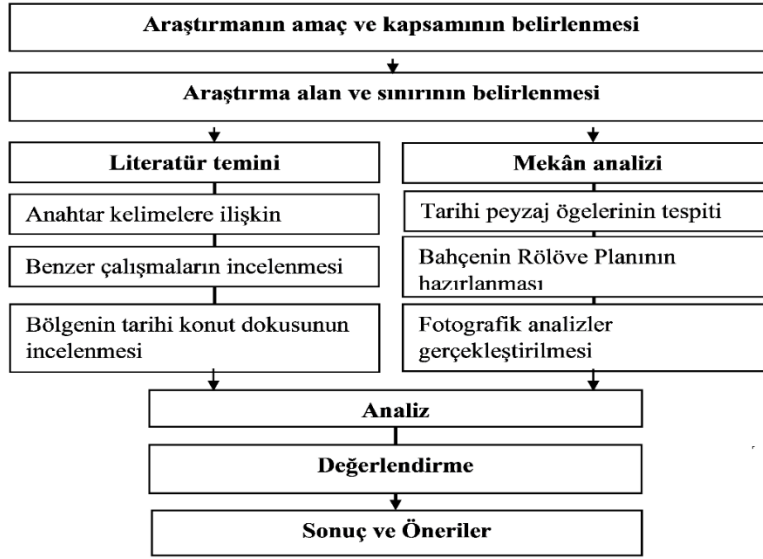 Araştırmanın amaç ve kapsamının belirlenmesi
Araştırma alan ve sınırının belirlenmesi
Literatür temini
Anahtar kelimelere ilişkin
Benzer çalışmaların incelenmesi
Bölgenin tarihi konut dokusunun
incelenmesi
Mekân analizi
Tarihi peyzaj ögelerinin tespiti
Bahçenin Rölöve Planının
hazırlanması
Fotografik analizler
gerçekleştirilmesi
Analiz
Değerlendirme
Sonuç ve Öneriler